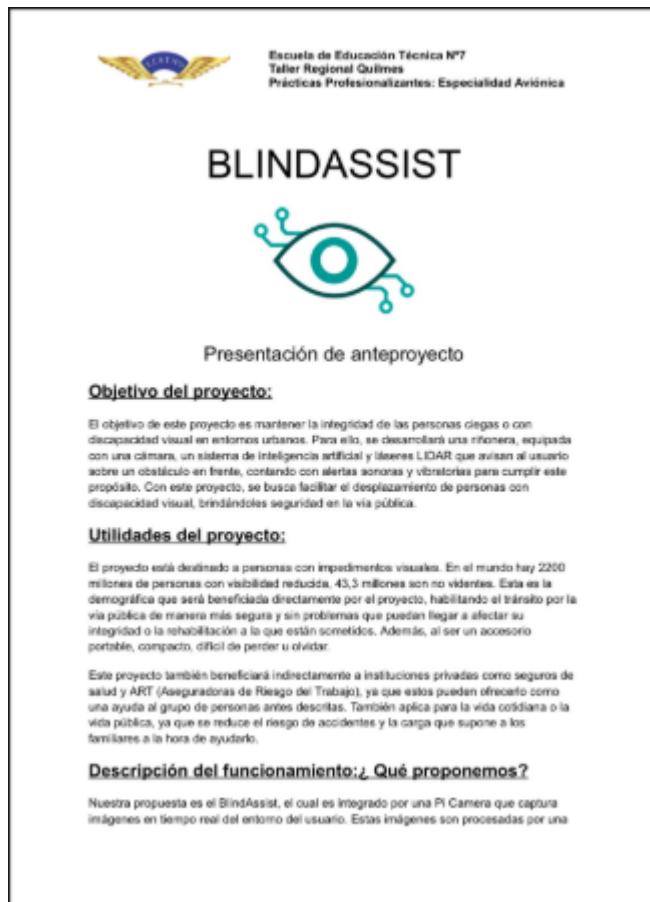 Escuela de Educación Técnica Nº7
Taller Regional Quilmes
Prácticas Profesionalizantes: Especialidad Aviónica
BLINDASSIST
Presentación de anteproyecto
Objetivo del proyecto:
El objetivo de este proyecto es mantener la integridad de las personas ciegas o con
discapacidad visual en entornos urbanos. Para ello, se desarrollará una riñonera, equipada
con una cámara, un sistema de inteligencia artificial y láseres LIDAR que avisan al usuario
sobre un obstáculo en frente, contando con alertas sonoras y vibratorias para cumplir este
propósito. Con este proyecto, se busca facilitar el desplazamiento de personas con
discapacidad visual, brindándoles seguridad en la vía pública.
Utilidades del proyecto:
El proyecto está destinado a personas con impedimentos visuales. En el mundo hay 2200
millones de personas con visibilidad reducida, 43,3 millones son no videntes. Esta es la
demográfica que será beneficiada directamente por el proyecto, habilitando el tránsito por la
vía pública de manera más segura y sin problemas que puedan llegar a afectar su
integridad o la rehabilitación a la que están sometidos. Además, al ser un accesorio
portable, compacto, difícil de perder u olvidar.
Este proyecto también beneficiará indirectamente a instituciones privadas como seguros de
salud y ART (Aseguradoras de Riesgo del Trabajo), ya que estos pueden ofrecerlo como
una ayuda al grupo de personas antes descritas. También aplica para la vida cotidiana o la
vida pública, ya que se reduce el riesgo de accidentes y la carga que supone a los
familiares a la hora de ayudarlo.
Descripción del funcionamiento:¿ Qué proponemos?
Nuestra propuesta es el BlindAssist, el cual es integrado por una Pi Camera que captura
imágenes en tiempo real del entorno del usuario. Estas imágenes son procesadas por una